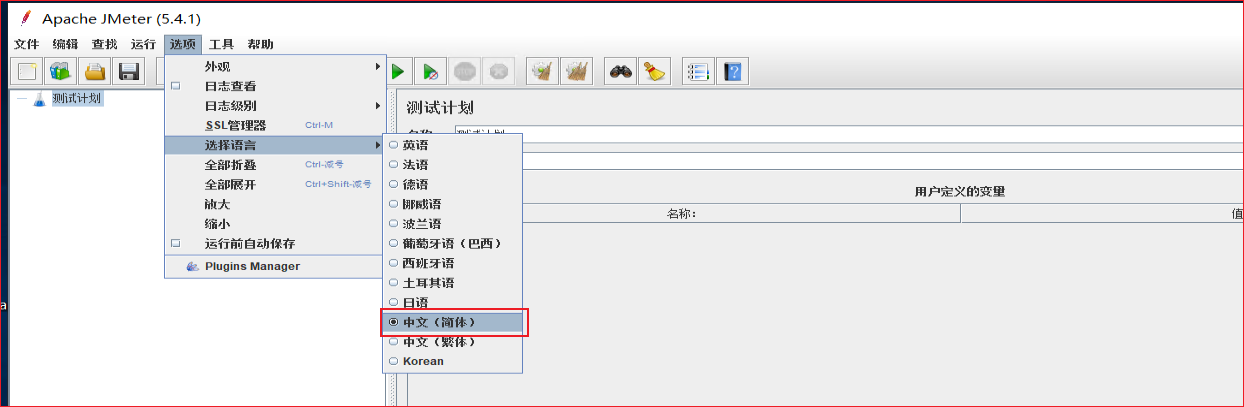 Apache JMeter (5.4.1)
文件 编辑 查找 运行 选项 工具 帮助
外观
日志查看
日志级别
SSL管理器 Ctrl-M
选择语言
全部折叠 Ctrl-减号
全部展开 Ctrl+Shift-减号
放大
缩小
运行前自动保存
Plugins Manager
英语
法语
德语
挪威语
波兰语
葡萄牙语（巴西）
西班牙语
土耳其语
日语
中文（简体）
中文（繁体）
Korean
测试计划
测试计划
名称
测试计划
用户定义的变量
名称: 值
a